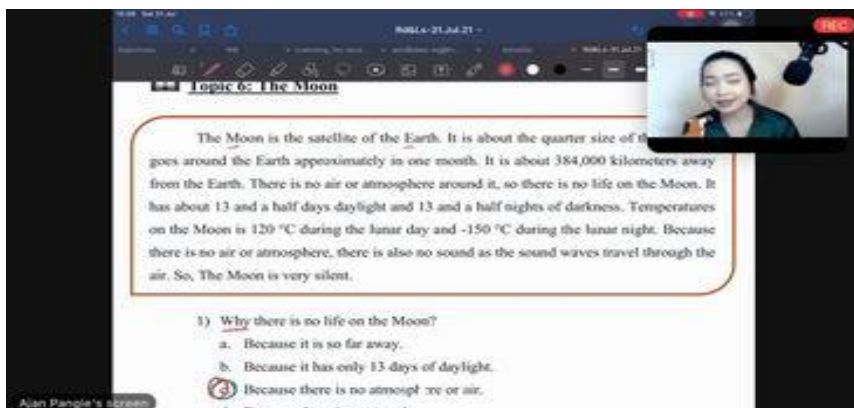 Rd&Ls-21.Jul.21
REC
Topic 6: The Moon
The Moon is the satellite of the Earth. It is about the quarter size of
goes around the Earth approximately in one month. It is about 384,000 kilometers away
from the Earth. There is no air or atmosphere around it, so there is no life on the Moon. It
has about 13 and a half days daylight and 13 and a half nights of darkness. Temperatures
on the Moon is 120 °C during the lunar day and -150 °C during the lunar night. Because
there is no air or atmosphere, there is also no sound as the sound waves travel through the
air. So, The Moon is very silent.
1) Why there is no life on the Moon?
a. Because it is so far away.
b. Because it has only 13 days of daylight.
Because there is no atmosphere or air.
Ajan Pangie's screen